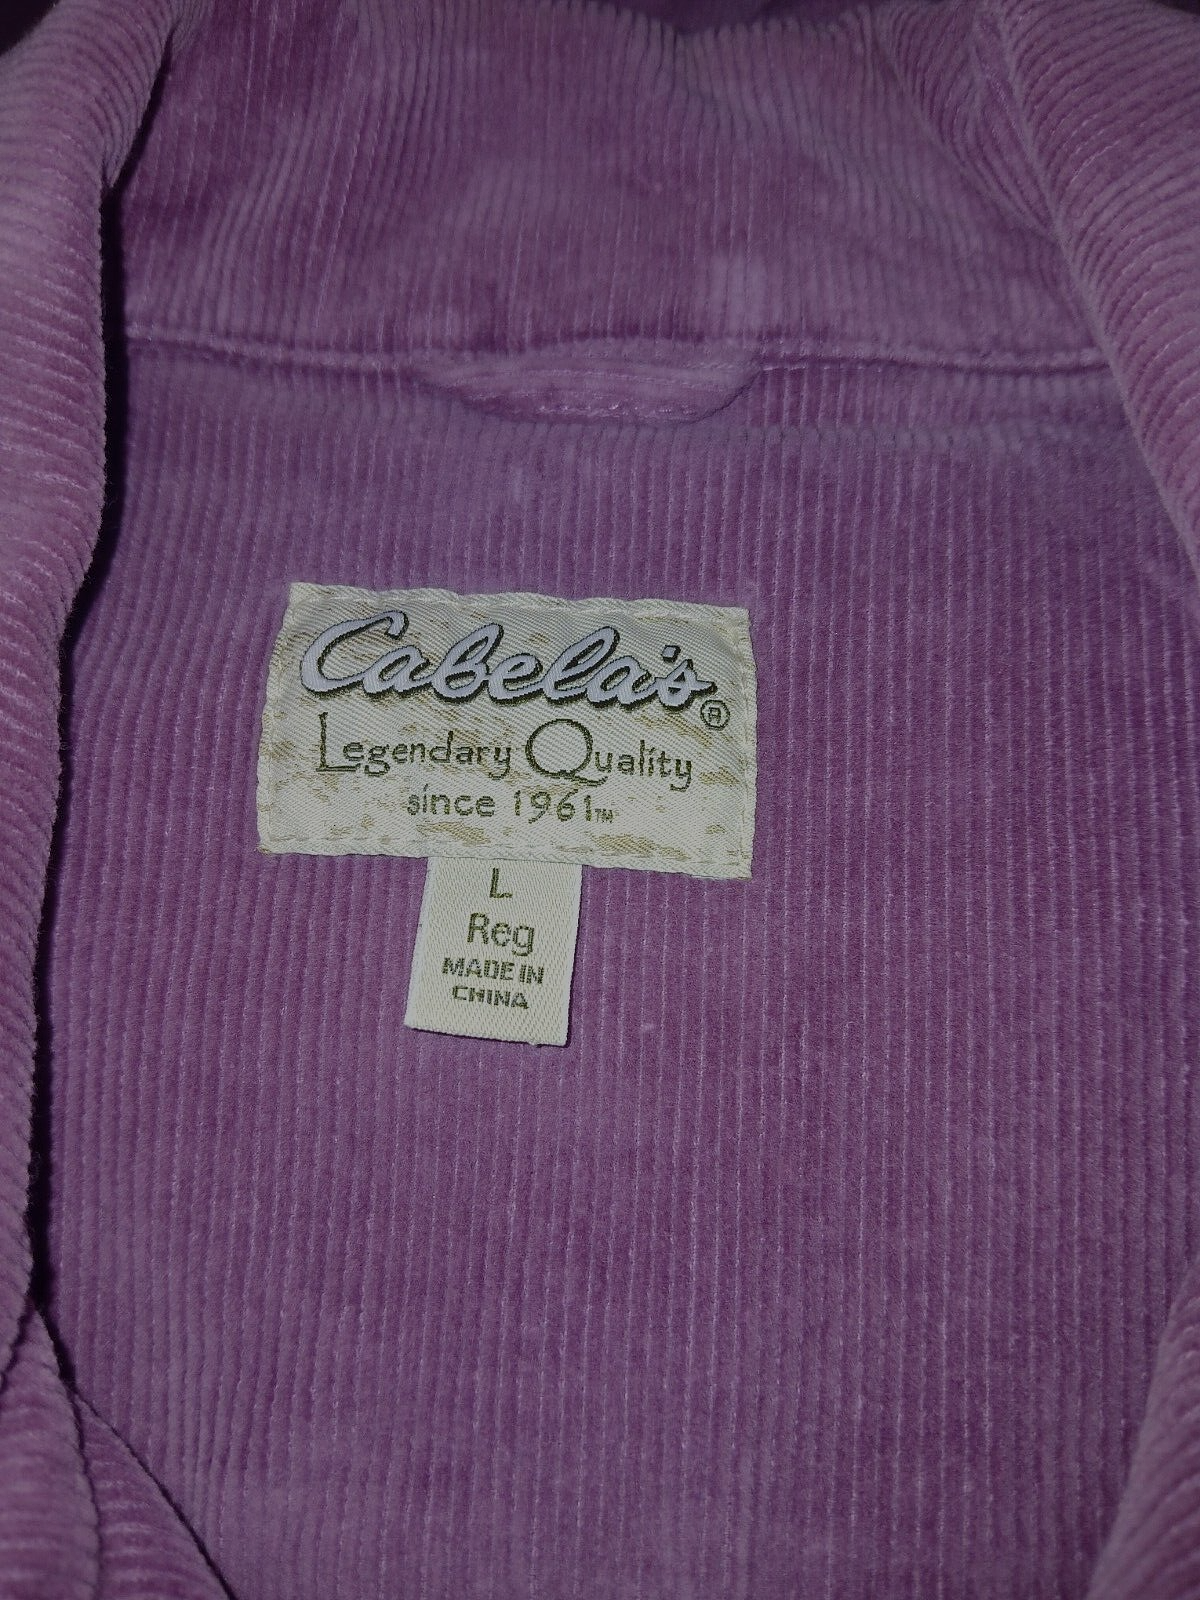 Cabela's®
Legendary Quality
since 1961™
L
Reg
MADE IN
CHINA